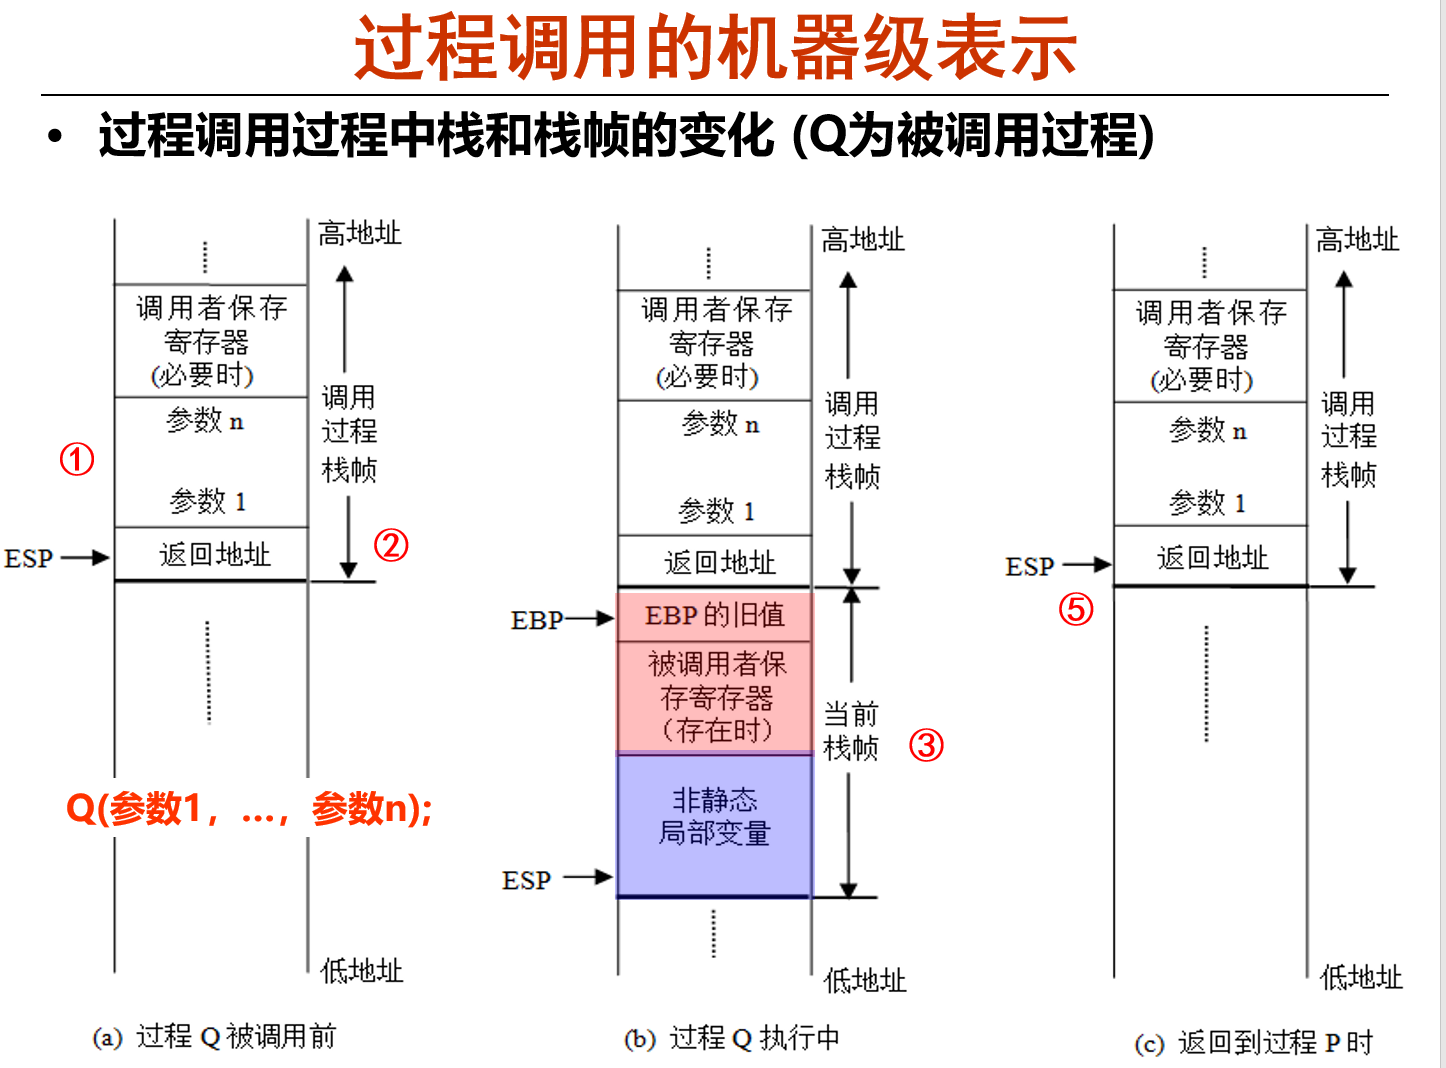 过程调用的机器级表示
• 过程调用过程中栈和栈帧的变化 (Q为被调用过程)
高地址
调用者保存
寄存器
(必要时)
参数 n
参数 1
返回地址
ESP
调用
过程
栈帧
①
②
Q(参数1，…，参数n);
低地址
(a) 过程 Q 被调用前
高地址
调用者保存
寄存器
(必要时)
参数 n
参数 1
返回地址
调用
过程
栈帧
EBP
EBP 的旧值
被调用者保
存寄存器
（存在时）
非静态
局部变量
ESP
当前
栈帧
③
低地址
(b) 过程 Q 执行中
高地址
调用者保存
寄存器
(必要时)
参数 n
参数 1
返回地址
ESP
调用
过程
栈帧
⑤
低地址
(c) 返回到过程 P 时